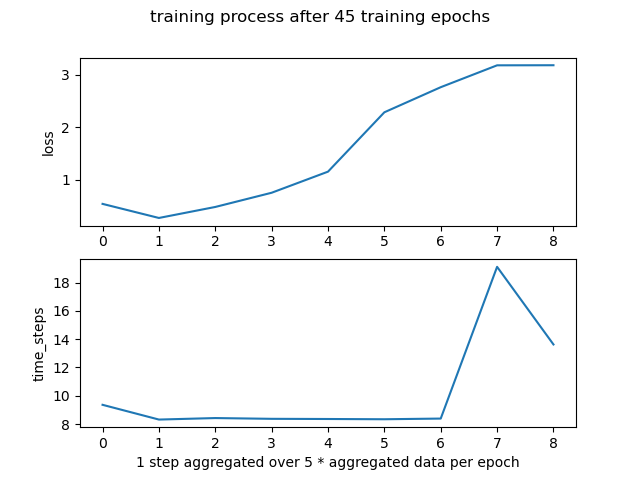 training process after 45 training epochs
3
2
1
loss
0 1 2 3 4 5 6 7 8
18
16
14
12
10
8
time_steps
0 1 2 3 4 5 6 7 8
1 step aggregated over 5 * aggregated data per epoch